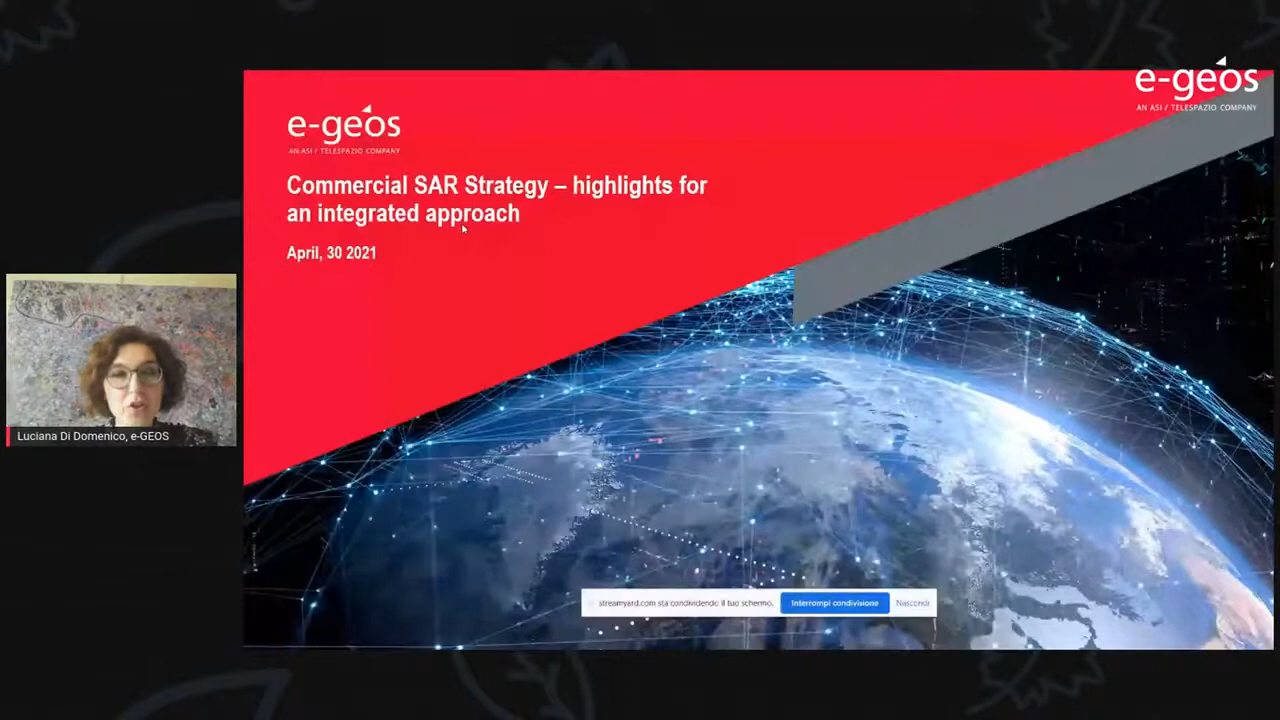 e-geos
AN ASI / TELESPAZIO COMPANY
e-geos
AN ASI / TELESPAZIO COMPANY
Commercial SAR Strategy – highlights for
an integrated approach
April, 30 2021
Luciana Di Domenico, e-GEOS
streamyard.com sta condividendo il tuo schermo.
Interrompi condivisione
Nascondi